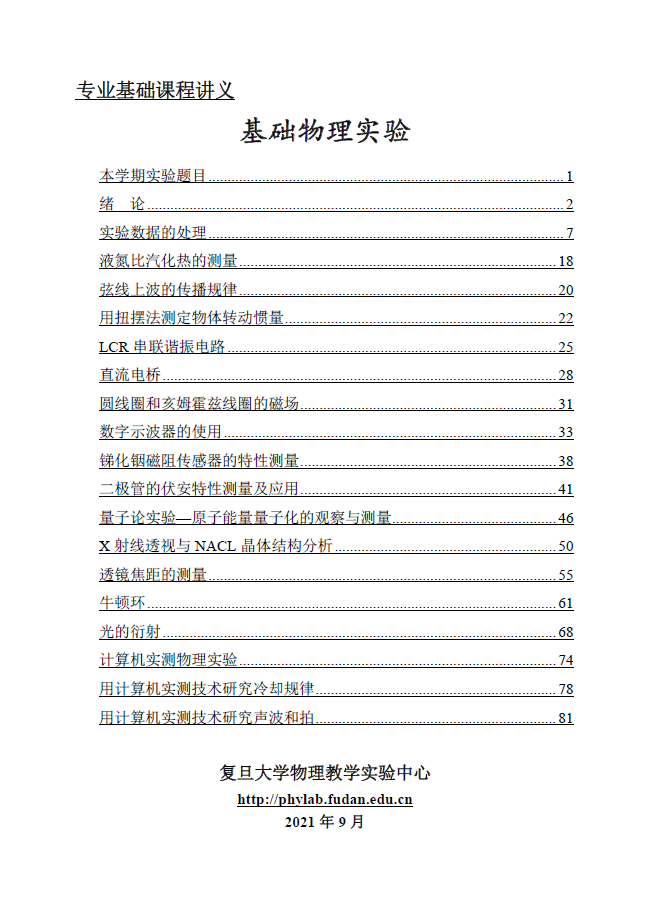 专业基础课程讲义
基础物理实验
本学期实验题目 1
绪 论 2
实验数据的处理 7
液氮比汽化热的测量 18
弦线上波的传播规律 20
用扭摆法测定物体转动惯量 22
LCR 串联谐振电路 25
直流电桥 28
圆线圈和亥姆霍兹线圈的磁场 31
数字示波器的使用 33
锑化铟磁阻传感器的特性测量 38
二极管的伏安特性测量及应用 41
量子论实验—原子能量量子化的观察与测量 46
X 射线透视与 NACL 晶体结构分析 50
透镜焦距的测量 55
牛顿环 61
光的衍射 68
计算机实测物理实验 74
用计算机实测技术研究冷却规律 78
用计算机实测技术研究声波和拍 81
复旦大学物理教学实验中心
http://phylab.fudan.edu.cn
2021 年 9 月